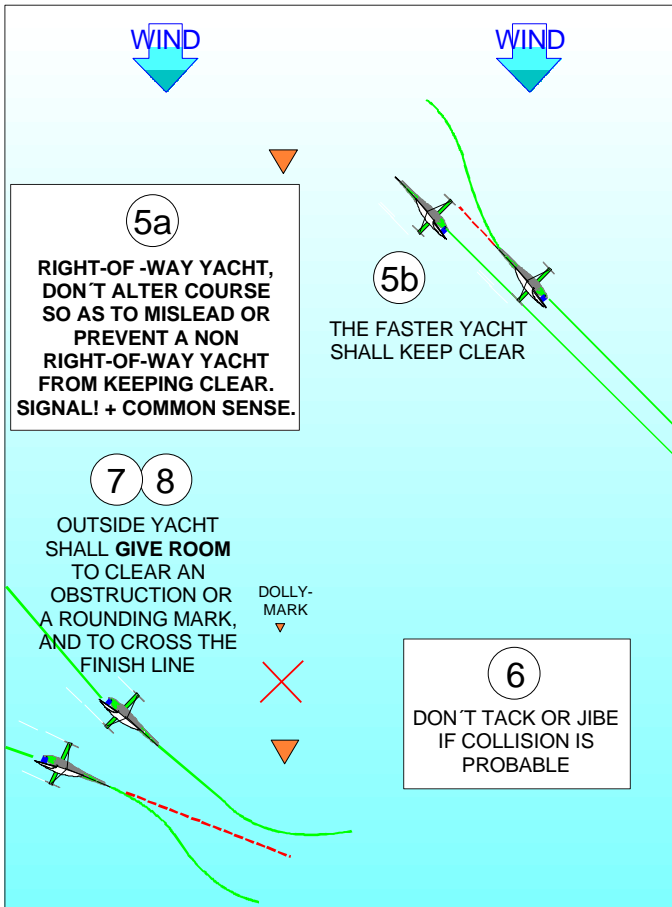 WIND
WIND
5a
RIGHT-OF -WAY YACHT,
DON´T ALTER COURSE
SO AS TO MISLEAD OR
PREVENT A NON
RIGHT-OF-WAY YACHT
FROM KEEPING CLEAR.
SIGNAL! + COMMON SENSE.
5b
THE FASTER YACHT
SHALL KEEP CLEAR
7 8
OUTSIDE YACHT
SHALL GIVE ROOM
TO CLEAR AN
OBSTRUCTION OR
A ROUNDING MARK,
AND TO CROSS THE
FINISH LINE
DOLLY-
MARK
6
DON´T TACK OR JIBE
IF COLLISION IS
PROBABLE